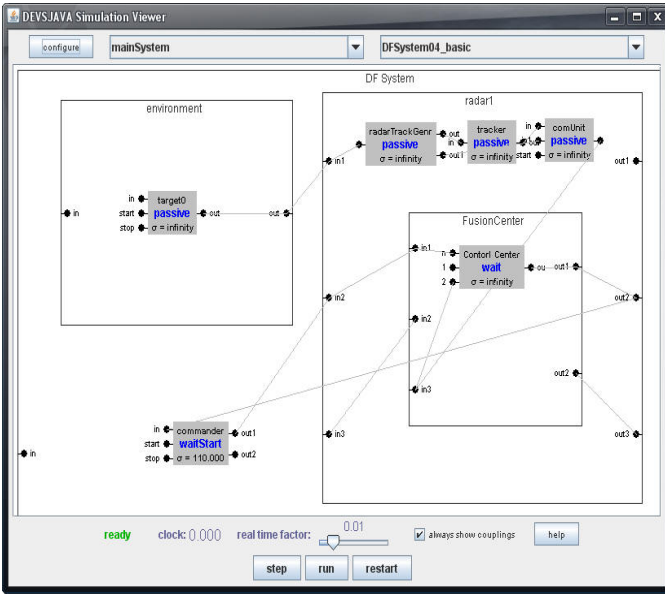 DEVSJAVA Simulation Viewer
configure
mainSystem
DFSystem04_basic
DF System
environment
in
in
start
stop
target0
passive
σ = infinity
out
out
radar1
in1
radarTrackGenr
passive
σ = infinity
out
out1
in
tracker
passive
σ = infinity
in
in1
start
comUnit
passive
σ = infinity
out1
FusionCenter
in1
n
1
2
Contorl Center
wait
σ = infinity
ou
out1
in2
out2
in2
out2
in3
in3
out3
in
in
start
stop
commander
waitStart
σ = 110.000
out1
out2
ready
clock: 0.000
real time factor:
0.01
always show couplings
help
step
run
restart